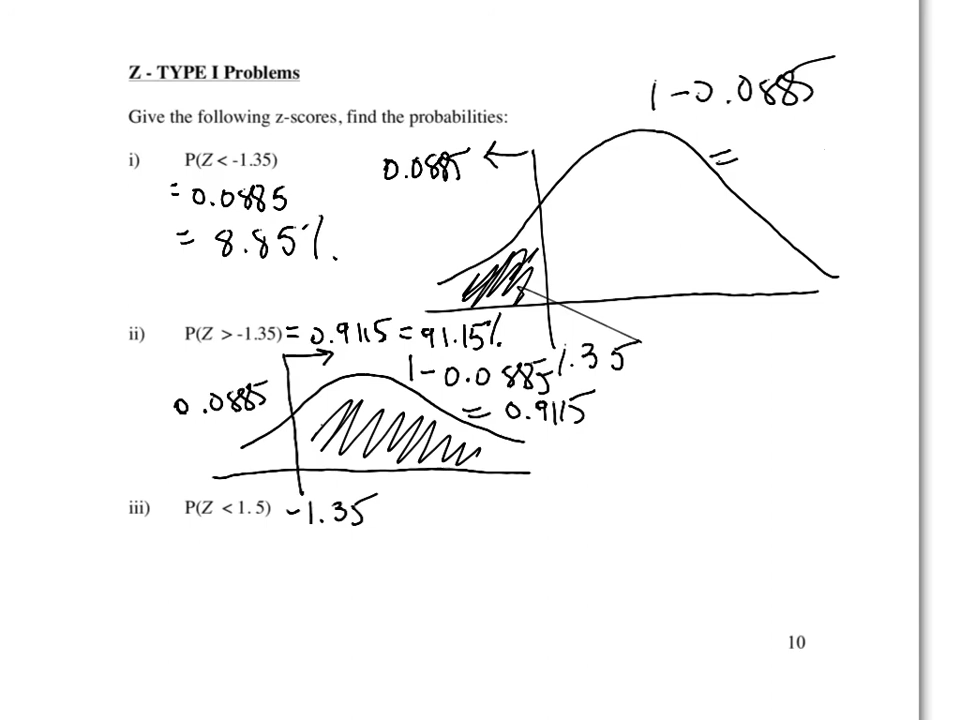 Z - TYPE I Problems
1 - 0.0885
Give the following z-scores, find the probabilities:
i) P(Z < -1.35)
0.0885
=
= 0.0885
= 8.85%.
ii) P(Z > -1.35) = 0.9115 = 91.15%.
1.35
1 - 0.0885
0.0885
= 0.9115
iii) P(Z < 1.5)
-1.35
10